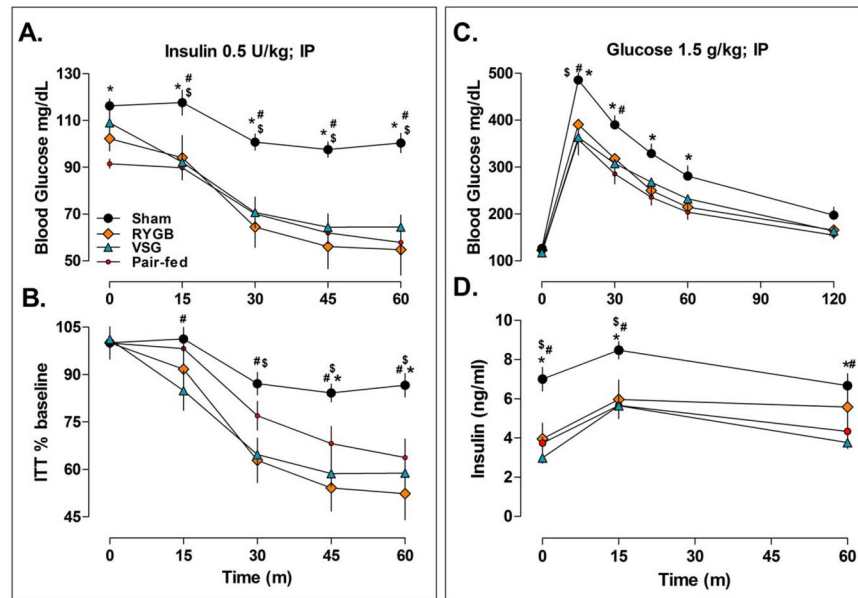 A.
Insulin 0.5 U/kg; IP
Blood Glucose mg/dL
130
110
90
70
50
*
* # $
* # $
* # $
* # $
Sham
RYGB
VSG
Pair-fed
0 15 30 45 60
B.
ITT % baseline
105
90
75
60
45
#
# $
$
# *
$
# *
0 15 30 45 60
Time (m)
C.
Glucose 1.5 g/kg; IP
Blood Glucose mg/dL
500
400
300
200
100
$ # *
* #
*
*
0 30 60 90 120
D.
Insulin (ng/ml)
10
8
6
4
2
0
$ #
*
$ #
*
* #
0 15 30 45 60
Time (m)